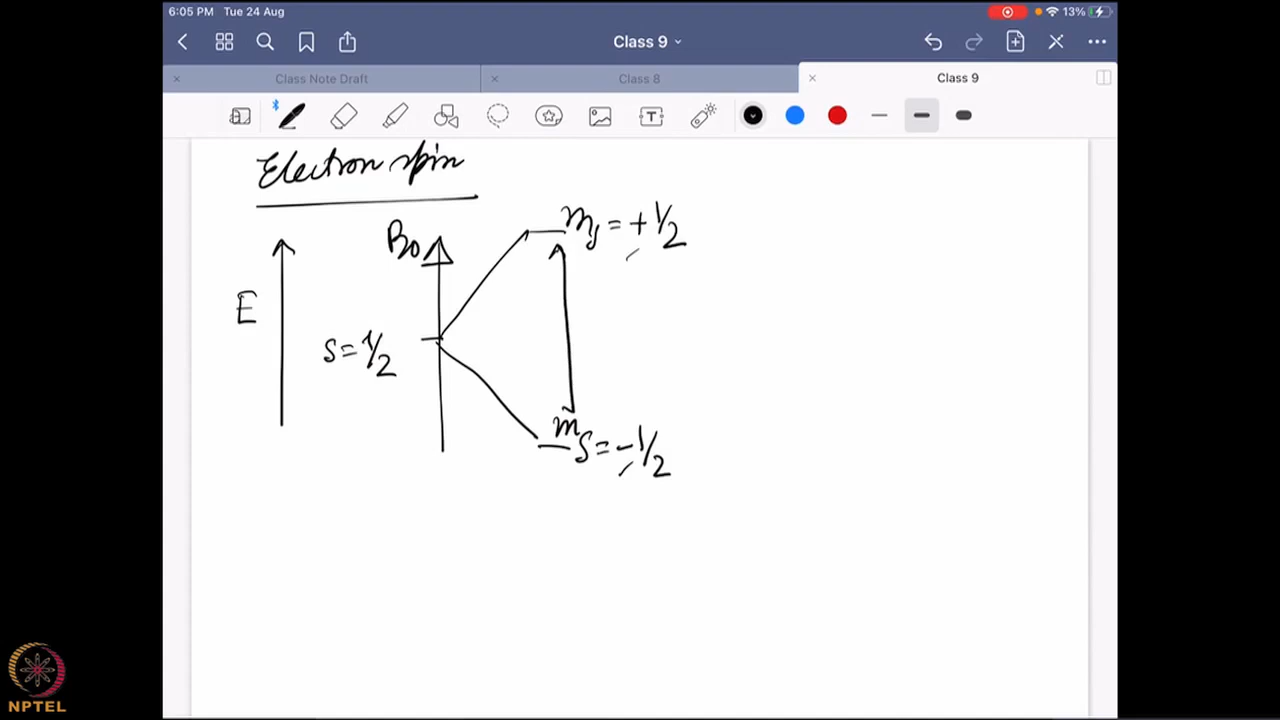 6:05 PM Tue 24 Aug
13%
Class 9
Class Note Draft
Class 8
Class 9
T
Electron spin
B0
ms = + 1/2
E
s = 1/2
ms = - 1/2
NPTEL